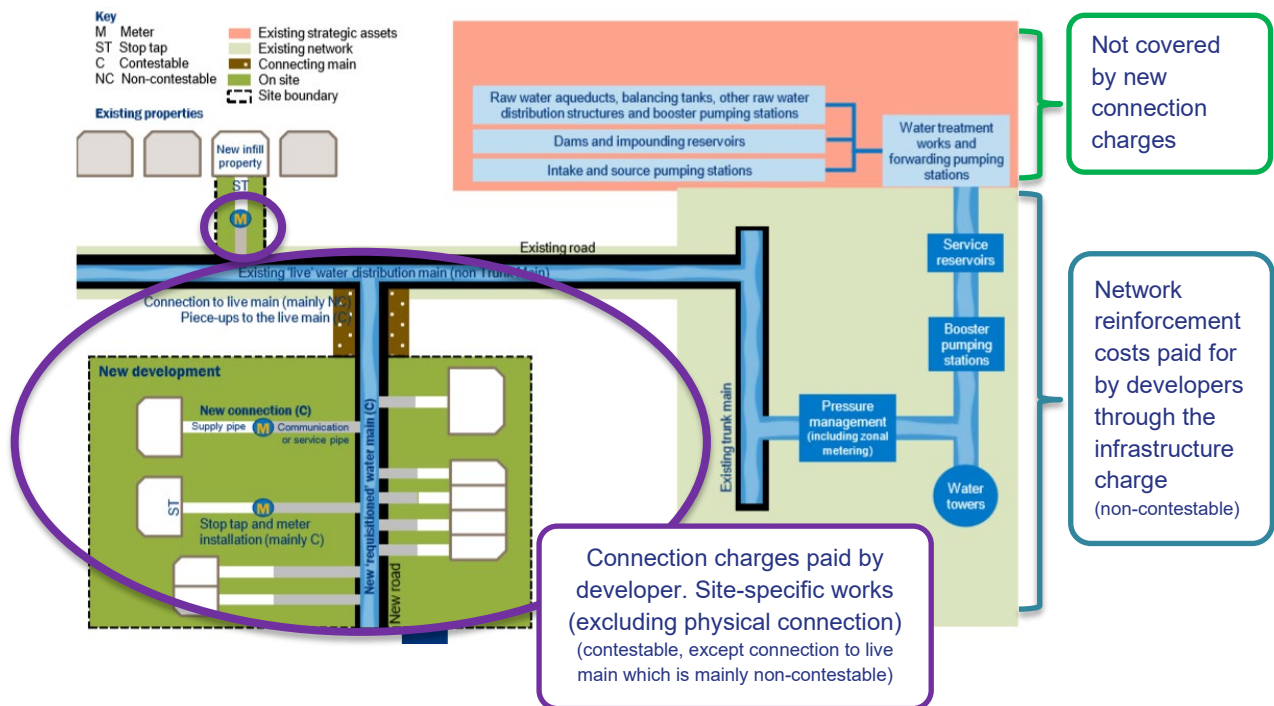 Key
M Meter
ST Stop tap
C Contestable
NC Non-contestable
Existing strategic assets
Existing network
Connecting main
On site
Site boundary
Existing properties
New infill
property
ST
M
Raw water aqueducts, balancing tanks, other raw water
distribution structures and booster pumping stations
Dams and impounding reservoirs
Intake and source pumping stations
Water treatment
works and
forwarding pumping
stations
Not covered
by new
connection
charges
Existing road
Existing 'live' water distribution main (non Trunk Main)
Connection to live main (mainly NC)
Piece-ups to the live main (C)
Service
reservoirs
Booster
pumping
stations
Pressure
management
(including zonal
metering)
Water
towers
Existing trunk main
Network
reinforcement
costs paid for
by developers
through the
infrastructure
charge
(non-contestable)
New development
New connection (C)
Supply pipe
M
Communication
or service pipe
ST
M
Stop tap and meter
installation (mainly C)
New 'requisitioned' water main (C)
New road
Connection charges paid by
developer. Site-specific works
(excluding physical connection)
(contestable, except connection to live
main which is mainly non-contestable)